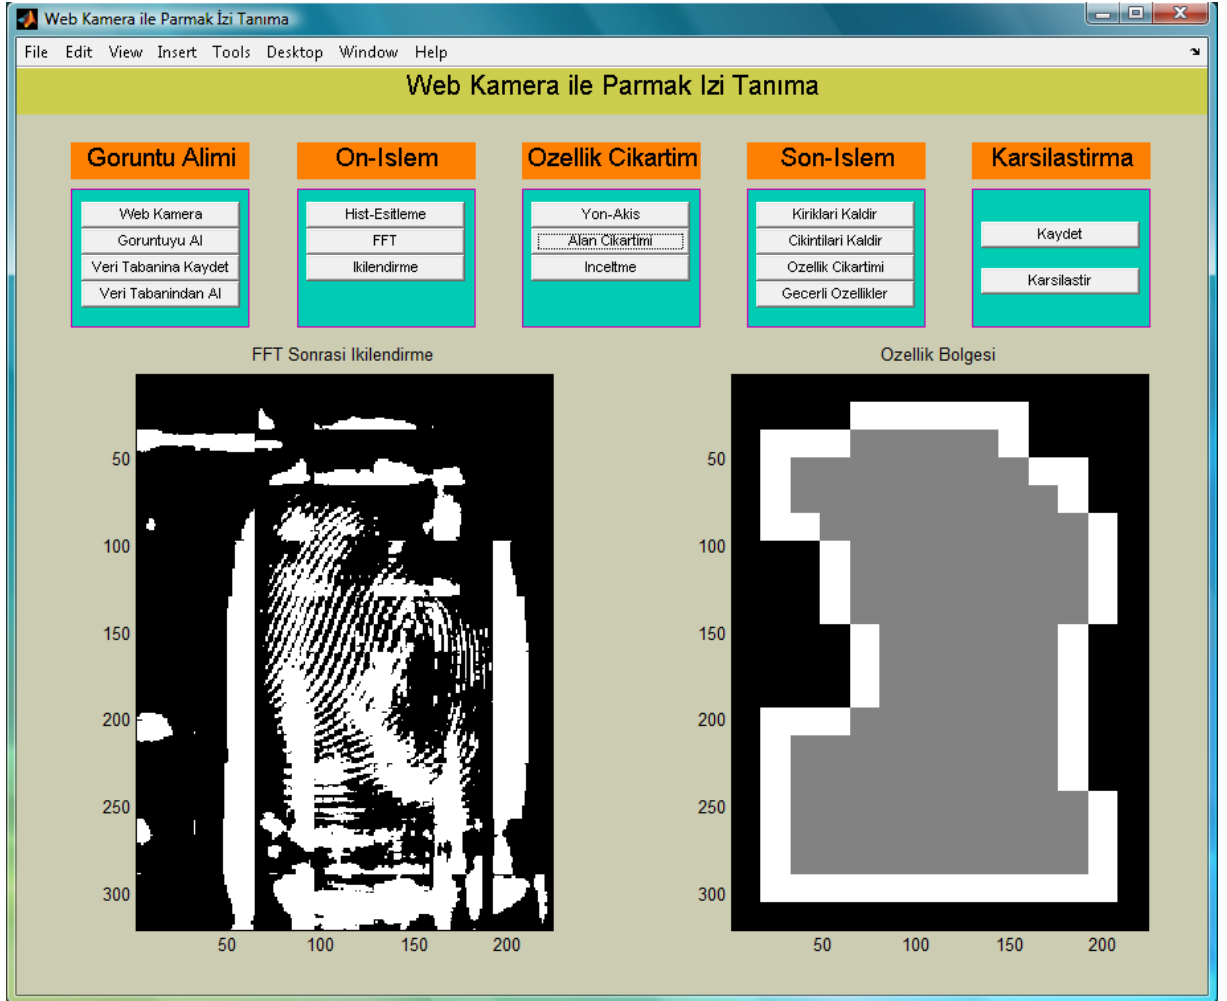 Web Kamera ile Parmak İzi Tanıma
File Edit View Insert Tools Desktop Window Help
Web Kamera ile Parmak Izi Tanıma
Goruntu Alimi
Web Kamera
Goruntuyu Al
Veri Tabanina Kaydet
Veri Tabanindan Al
On-Islem
Hist-Esitleme
FFT
Ikilendirme
Ozellik Cikartim
Yon-Akis
Alan Cikartimi
Inceltme
Son-Islem
Kiriklari Kaldir
Cikintilari Kaldir
Ozellik Cikartimi
Gecerli Ozellikler
Karsilastirma
Kaydet
Karsilastir
FFT Sonrasi Ikilendirme
50
100
150
200
250
300
50 100 150 200
Ozellik Bolgesi
50
100
150
200
250
300
50 100 150 200